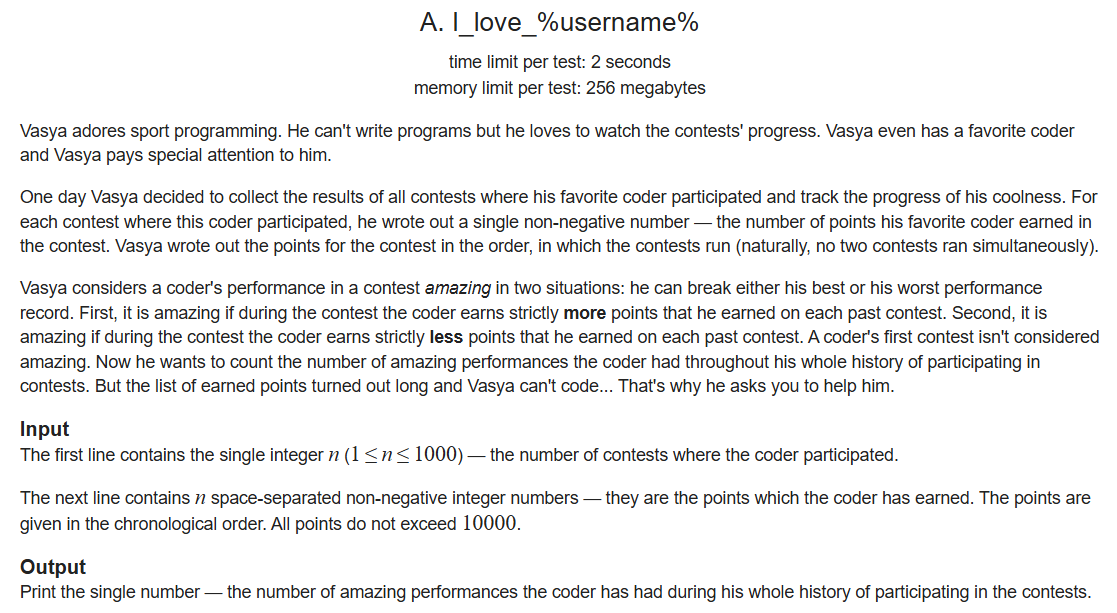 A. I_love_%username%
time limit per test: 2 seconds
memory limit per test: 256 megabytes
Vasya adores sport programming. He can't write programs but he loves to watch the contests' progress. Vasya even has a favorite coder
and Vasya pays special attention to him.
One day Vasya decided to collect the results of all contests where his favorite coder participated and track the progress of his coolness. For
each contest where this coder participated, he wrote out a single non-negative number — the number of points his favorite coder earned in
the contest. Vasya wrote out the points for the contest in the order, in which the contests run (naturally, no two contests ran simultaneously).
Vasya considers a coder's performance in a contest amazing in two situations: he can break either his best or his worst performance
record. First, it is amazing if during the contest the coder earns strictly more points that he earned on each past contest. Second, it is
amazing if during the contest the coder earns strictly less points that he earned on each past contest. A coder's first contest isn't considered
amazing. Now he wants to count the number of amazing performances the coder had throughout his whole history of participating in
contests. But the list of earned points turned out long and Vasya can't code... That's why he asks you to help him.
Input
The first line contains the single integer n (1 ≤ n ≤ 1000) — the number of contests where the coder participated.
The next line contains n space-separated non-negative integer numbers — they are the points which the coder has earned. The points are
given in the chronological order. All points do not exceed 10000.
Output
Print the single number — the number of amazing performances the coder has had during his whole history of participating in the contests.